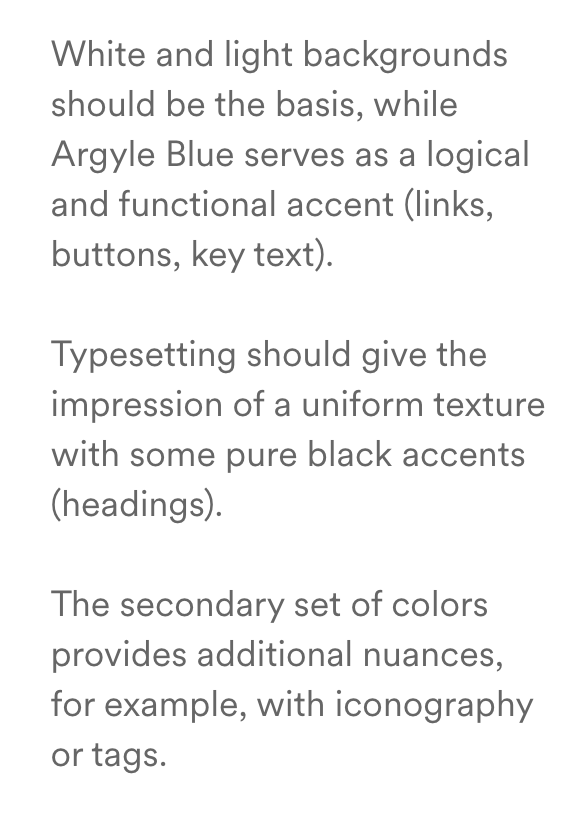 White and light backgrounds
should be the basis, while
Argyle Blue serves as a logical
and functional accent (links,
buttons, key text).
Typesetting should give the
impression of a uniform texture
with some pure black accents
(headings).
The secondary set of colors
provides additional nuances,
for example, with iconography
or tags.